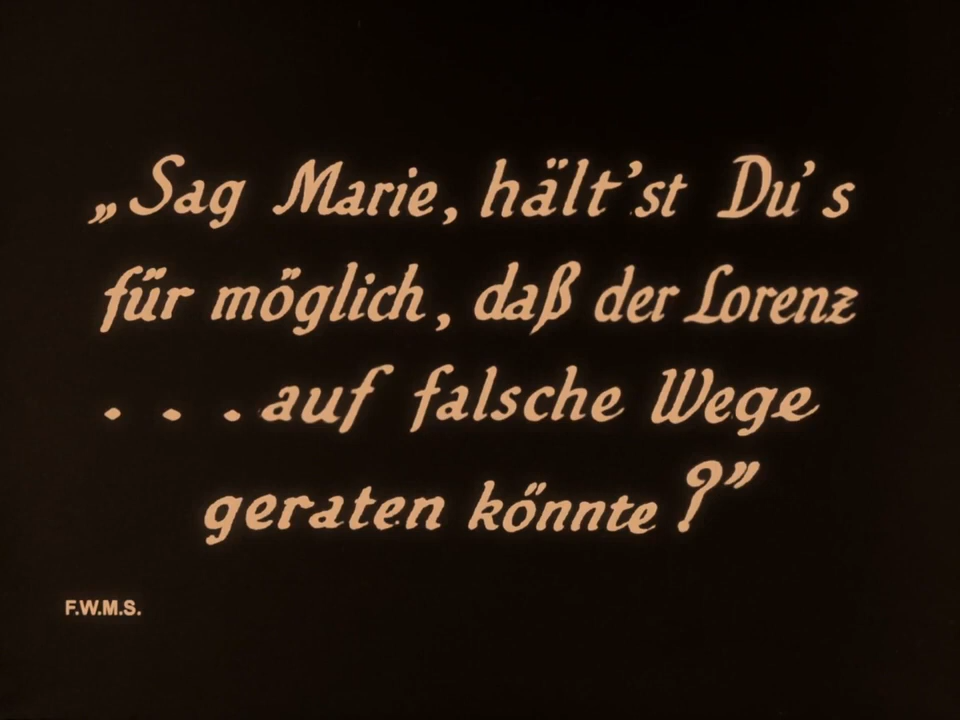 „Sag Marie, hält'st Du's
für möglich, daß der Lorenz
. . . auf falsche Wege
geraten könnte?”
F.W.M.S.